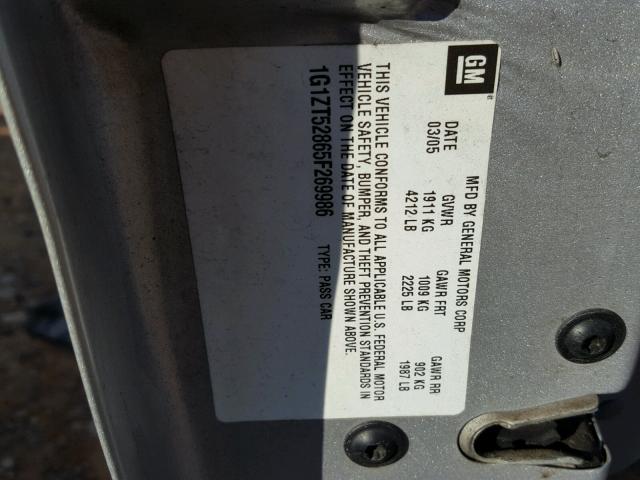 GM
MFD BY GENERAL MOTORS CORP
DATE GVWR GAWR FRT GAWR RR
03/05 1911 KG 1009 KG 902 KG
4212 LB 2225 LB 1987 LB
THIS VEHICLE CONFORMS TO ALL APPLICABLE U.S. FEDERAL MOTOR
VEHICLE SAFETY, BUMPER, AND THEFT PREVENTION STANDARDS IN
EFFECT ON THE DATE OF MANUFACTURE SHOWN ABOVE.
1G1ZT52865F269986 TYPE: PASS CAR